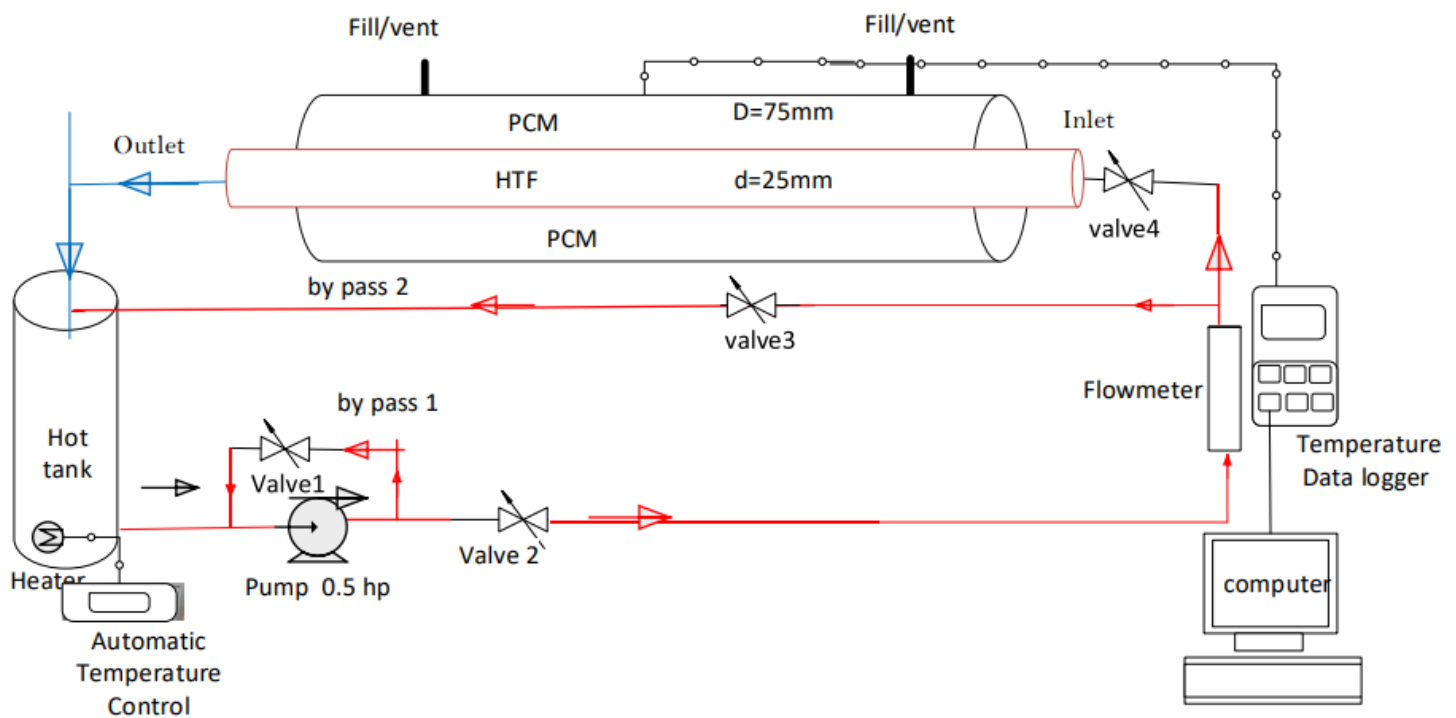 Fill/vent
Fill/vent
PCM
D=75mm
Inlet
Outlet
HTF
d=25mm
valve4
PCM
by pass 2
valve3
Flowmeter
by pass 1
Hot
tank
Valve1
Temperature
Data logger
Valve 2
Heater
Pump 0.5 hp
computer
Automatic
Temperature
Control